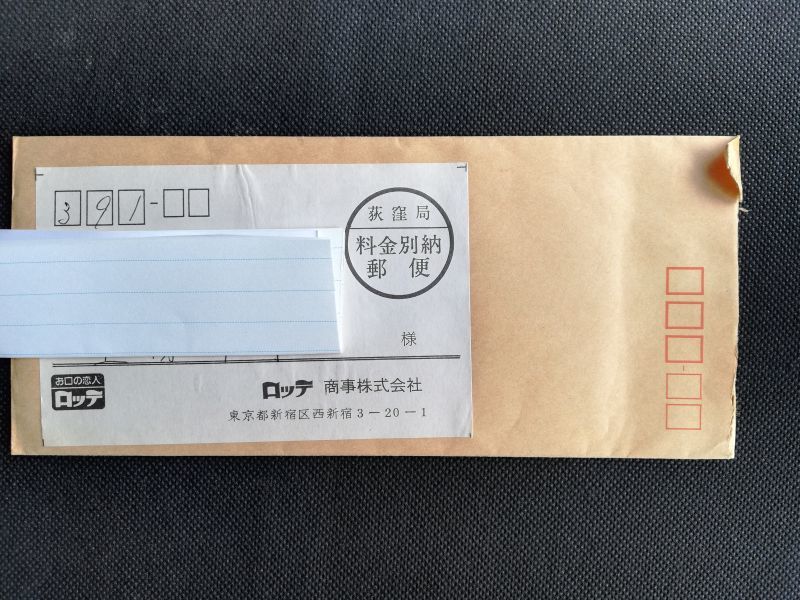 391-
荻窪局
料金別納
郵便
様
お口の恋人
ロッテ
ロッテ 商事株式会社
東京都新宿区西新宿3-20-1